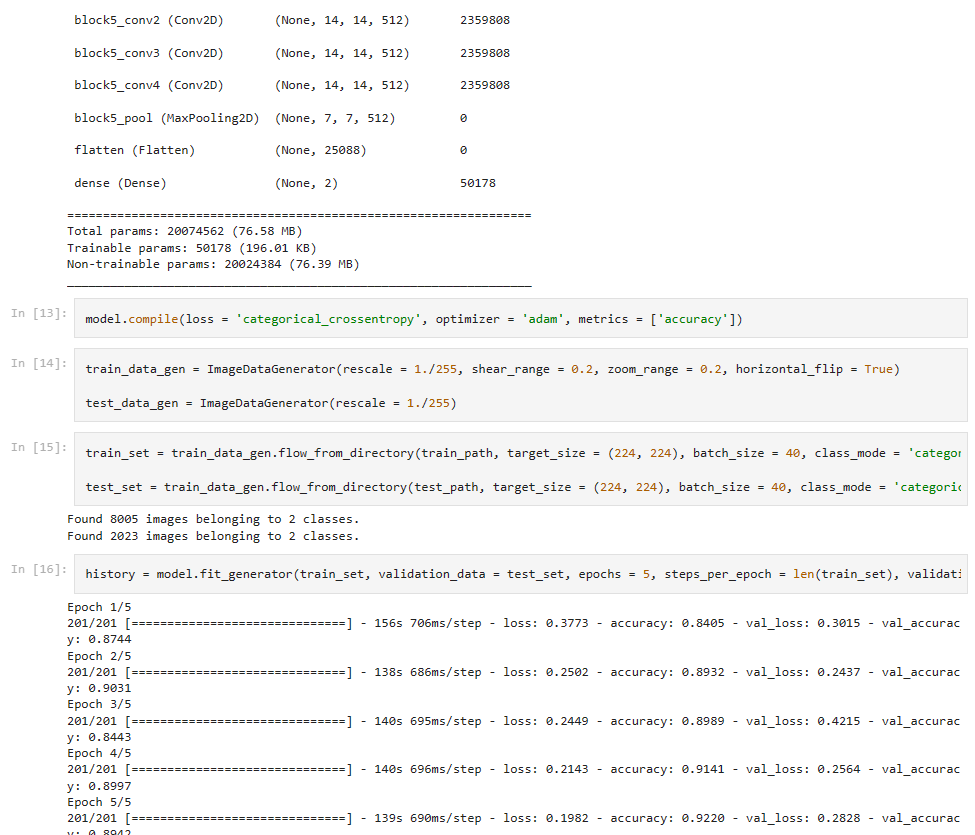 block5_conv2 (Conv2D) (None, 14, 14, 512) 2359808
block5_conv3 (Conv2D) (None, 14, 14, 512) 2359808
block5_conv4 (Conv2D) (None, 14, 14, 512) 2359808
block5_pool (MaxPooling2D) (None, 7, 7, 512) 0
flatten (Flatten) (None, 25088) 0
dense (Dense) (None, 2) 50178
=================================================================
Total params: 20074562 (76.58 MB)
Trainable params: 50178 (196.01 KB)
Non-trainable params: 20024384 (76.39 MB)
_________________________________________________________________
In [13]: model.compile(loss = 'categorical_crossentropy', optimizer = 'adam', metrics = ['accuracy'])
In [14]: train_data_gen = ImageDataGenerator(rescale = 1./255, shear_range = 0.2, zoom_range = 0.2, horizontal_flip = True)
test_data_gen = ImageDataGenerator(rescale = 1./255)
In [15]: train_set = train_data_gen.flow_from_directory(train_path, target_size = (224, 224), batch_size = 40, class_mode = 'categor
test_set = train_data_gen.flow_from_directory(test_path, target_size = (224, 224), batch_size = 40, class_mode = 'categoric
Found 8005 images belonging to 2 classes.
Found 2023 images belonging to 2 classes.
In [16]: history = model.fit_generator(train_set, validation_data = test_set, epochs = 5, steps_per_epoch = len(train_set), validati
Epoch 1/5
201/201 [==============================] - 156s 706ms/step - loss: 0.3773 - accuracy: 0.8405 - val_loss: 0.3015 - val_accurac
y: 0.8744
Epoch 2/5
201/201 [==============================] - 138s 686ms/step - loss: 0.2502 - accuracy: 0.8932 - val_loss: 0.2437 - val_accurac
y: 0.9031
Epoch 3/5
201/201 [==============================] - 140s 695ms/step - loss: 0.2449 - accuracy: 0.8989 - val_loss: 0.4215 - val_accurac
y: 0.8443
Epoch 4/5
201/201 [==============================] - 140s 696ms/step - loss: 0.2143 - accuracy: 0.9141 - val_loss: 0.2564 - val_accurac
y: 0.8997
Epoch 5/5
201/201 [==============================] - 139s 690ms/step - loss: 0.1982 - accuracy: 0.9220 - val_loss: 0.2828 - val_accurac
y: 0.8942